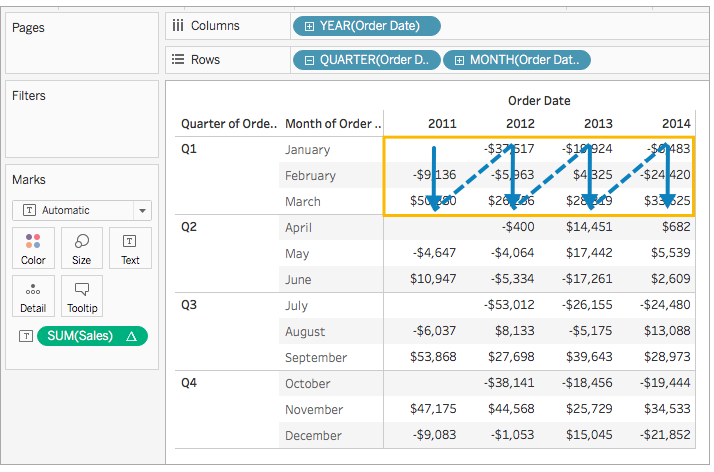 Pages
Columns
YEAR(Order Date)
Rows
QUARTER(Order D..
MONTH(Order Dat..
Filters
Marks
Automatic
Color
Size
Text
Detail
Tooltip
SUM(Sales)
Order Date
Quarter of Orde.. Month of Order .. 2011 2012 2013 2014
Q1 January
February -$9,136 -$5,963 $4,325 -$24,420
March
Q2 April -$400 $14,451 $682
May -$4,647 -$4,064 $17,442 $5,539
June $10,947 -$5,334 -$17,261 $2,609
Q3 July -$53,012 -$26,155 -$24,480
August -$6,037 $8,133 -$5,175 $13,088
September $53,868 $27,698 $39,643 $28,973
Q4 October -$38,141 -$18,456 -$19,444
November $47,175 $44,568 $25,729 $34,533
December -$9,083 -$1,053 $15,045 -$21,852